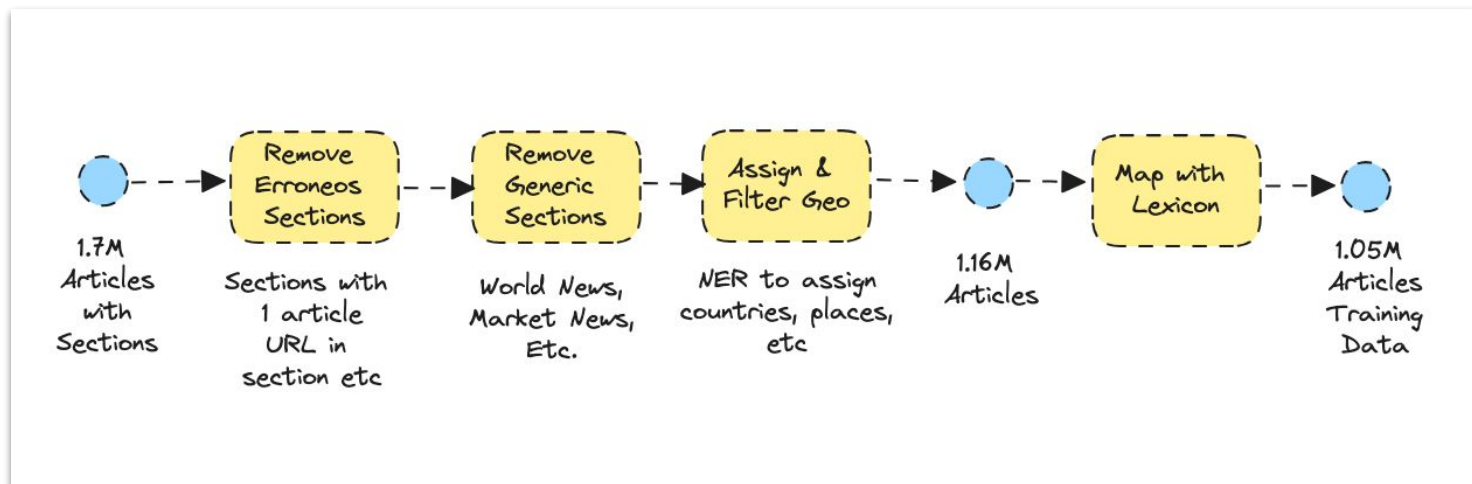 Remove
Erroneos
Sections
Remove
Generic
Sections
Assign &
Filter Geo
Map with
Lexicon
1.7M
Articles
with
Sections
Sections with
1 article
URL in
section etc
World News,
Market News,
Etc.
NER to assign
countries, places,
etc
1.16M
Articles
1.05M
Articles
Training
Data